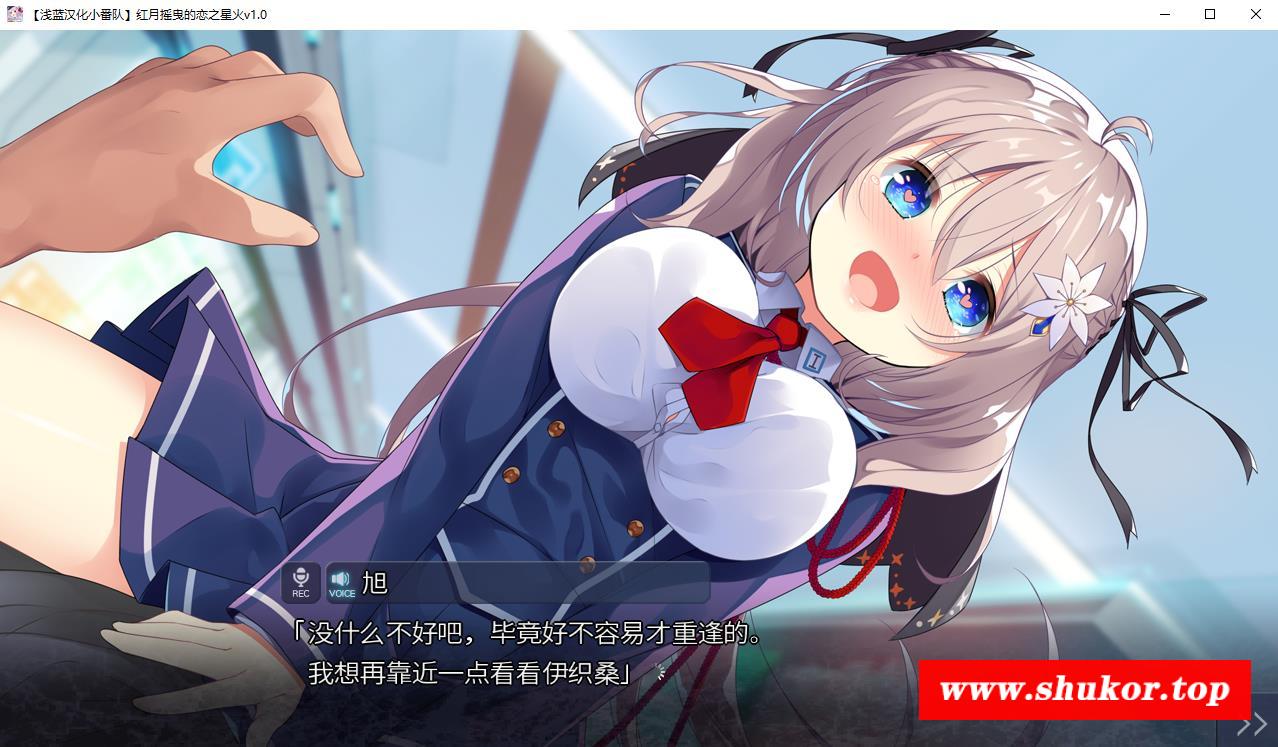 【浅蓝汉化小番队】红月摇曳的恋之星火v1.0
I
REC
VOICE
旭
「没什么不好吧，毕竟好不容易才重逢的。
我想再靠近一点看看伊织桑」
www.shukor.top